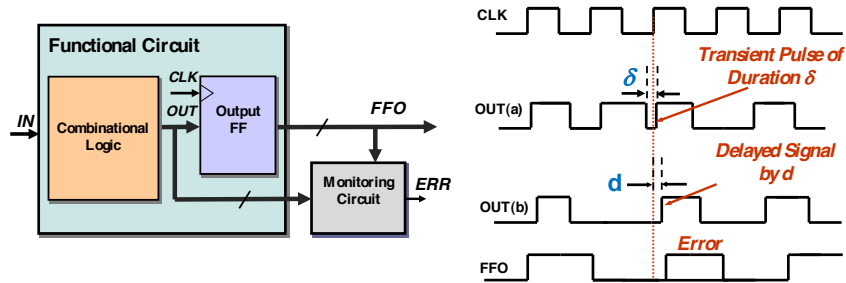 Functional Circuit
CLK
IN
OUT
Combinational
Logic
Output
FF
FFO
Monitoring
Circuit
ERR
CLK
Transient Pulse of
Duration δ
δ
OUT(a)
Delayed Signal
by d
d
OUT(b)
Error
FFO